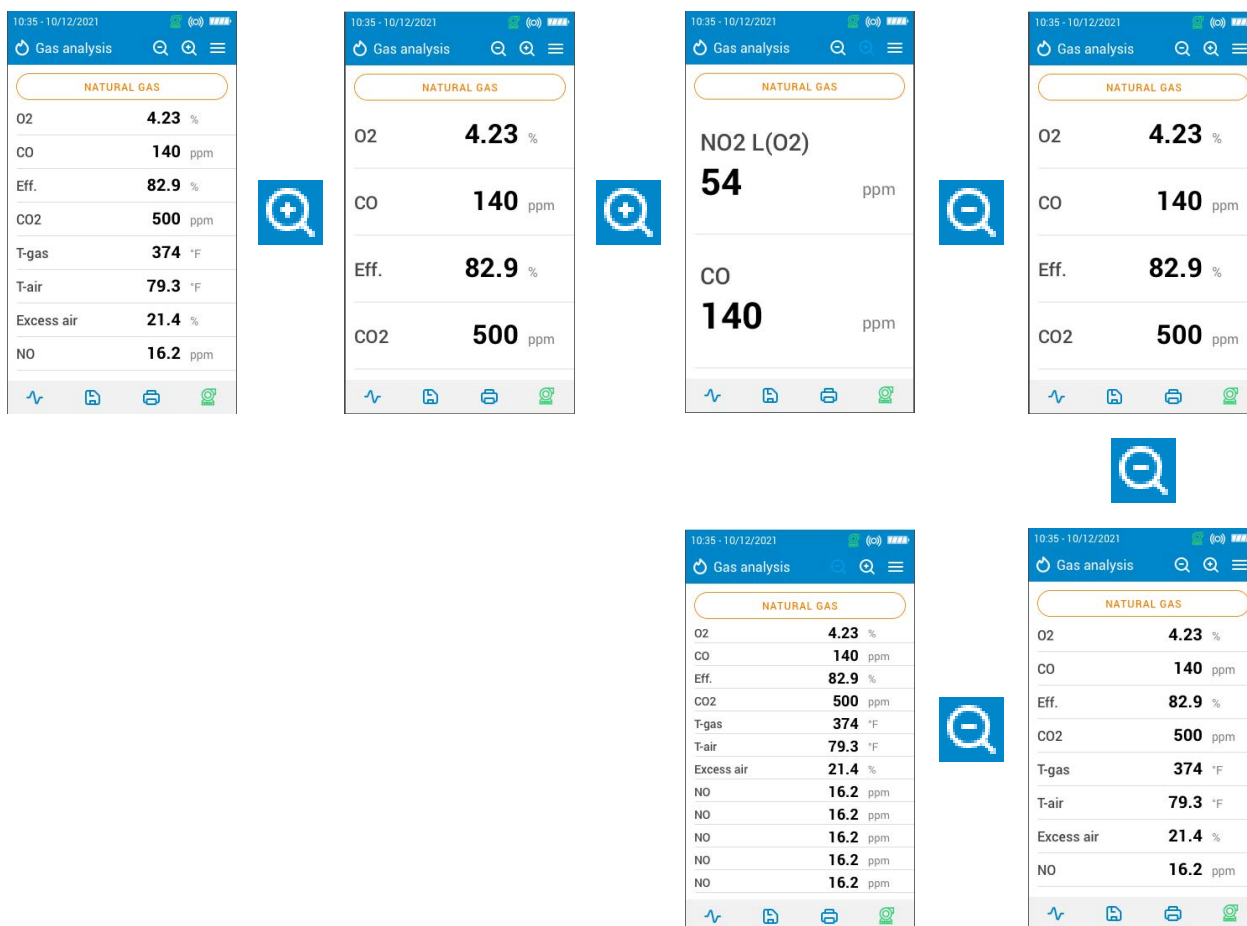 10:35 - 10/12/2021
Gas analysis
NATURAL GAS
O2 4.23 %
CO 140 ppm
Eff. 82.9 %
CO2 500 ppm
T-gas 374 °F
T-air 79.3 °F
Excess air 21.4 %
NO 16.2 ppm
10:35 - 10/12/2021
Gas analysis
NATURAL GAS
O2 4.23 %
CO 140 ppm
Eff. 82.9 %
CO2 500 ppm
10:35 - 10/12/2021
Gas analysis
NATURAL GAS
NO2 L(O2)
54 ppm
CO
140 ppm
10:35 - 10/12/2021
Gas analysis
NATURAL GAS
O2 4.23 %
CO 140 ppm
Eff. 82.9 %
CO2 500 ppm
10:35 - 10/12/2021
Gas analysis
NATURAL GAS
O2 4.23 %
CO 140 ppm
Eff. 82.9 %
CO2 500 ppm
T-gas 374 °F
T-air 79.3 °F
Excess air 21.4 %
NO 16.2 ppm
NO 16.2 ppm
NO 16.2 ppm
NO 16.2 ppm
NO 16.2 ppm
10:35 - 10/12/2021
Gas analysis
NATURAL GAS
O2 4.23 %
CO 140 ppm
Eff. 82.9 %
CO2 500 ppm
T-gas 374 °F
T-air 79.3 °F
Excess air 21.4 %
NO 16.2 ppm